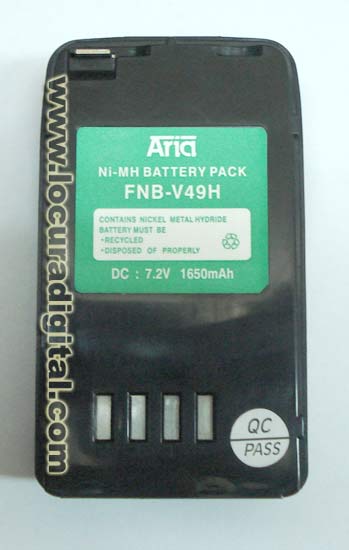 Aria
Ni-MH BATTERY PACK
FNB-V49H
CONTAINS NICKEL METAL HYDRIDE
BATTERY MUST BE
•RECYCLED
•DISPOSED OF PROPERLY
DC : 7.2V 1650mAh
QC
PASS
www.locuradigital.com